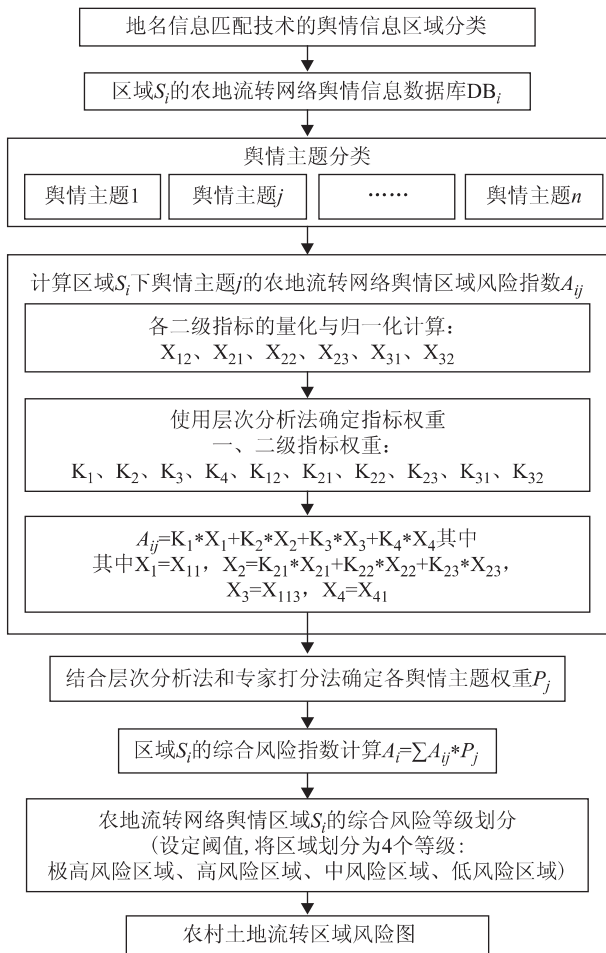 地名信息匹配技术的舆情信息区域分类
区域Sᵢ的农地流转网络舆情信息数据库DBᵢ
舆情主题分类
舆情主题1
舆情主题j
……
舆情主题n
计算区域Sᵢ下舆情主题j的农地流转网络舆情区域风险指数Aᵢⱼ
各二级指标的量化与归一化计算：
X₁₂、X₂₁、X₂₂、X₂₃、X₃₁、X₃₂
使用层次分析法确定指标权重
一、二级指标权重：
K₁、K₂、K₃、K₄、K₁₂、K₂₁、K₂₂、K₂₃、K₃₁、K₃₂
Aᵢⱼ=K₁*X₁+K₂*X₂+K₃*X₃+K₄*X₄其中
其中X₁=X₁₁，X₂=K₂₁*X₂₁+K₂₂*X₂₂+K₂₃*X₂₃，
X₃=X₁₁₃，X₄=X₄₁
结合层次分析法和专家打分法确定各舆情主题权重Pⱼ
区域Sᵢ的综合风险指数计算Aᵢ=∑Aᵢⱼ*Pⱼ
农地流转网络舆情区域Sᵢ的综合风险等级划分
(设定阈值,将区域划分为4个等级:
极高风险区域、高风险区域、中风险区域、低风险区域)
农村土地流转区域风险图